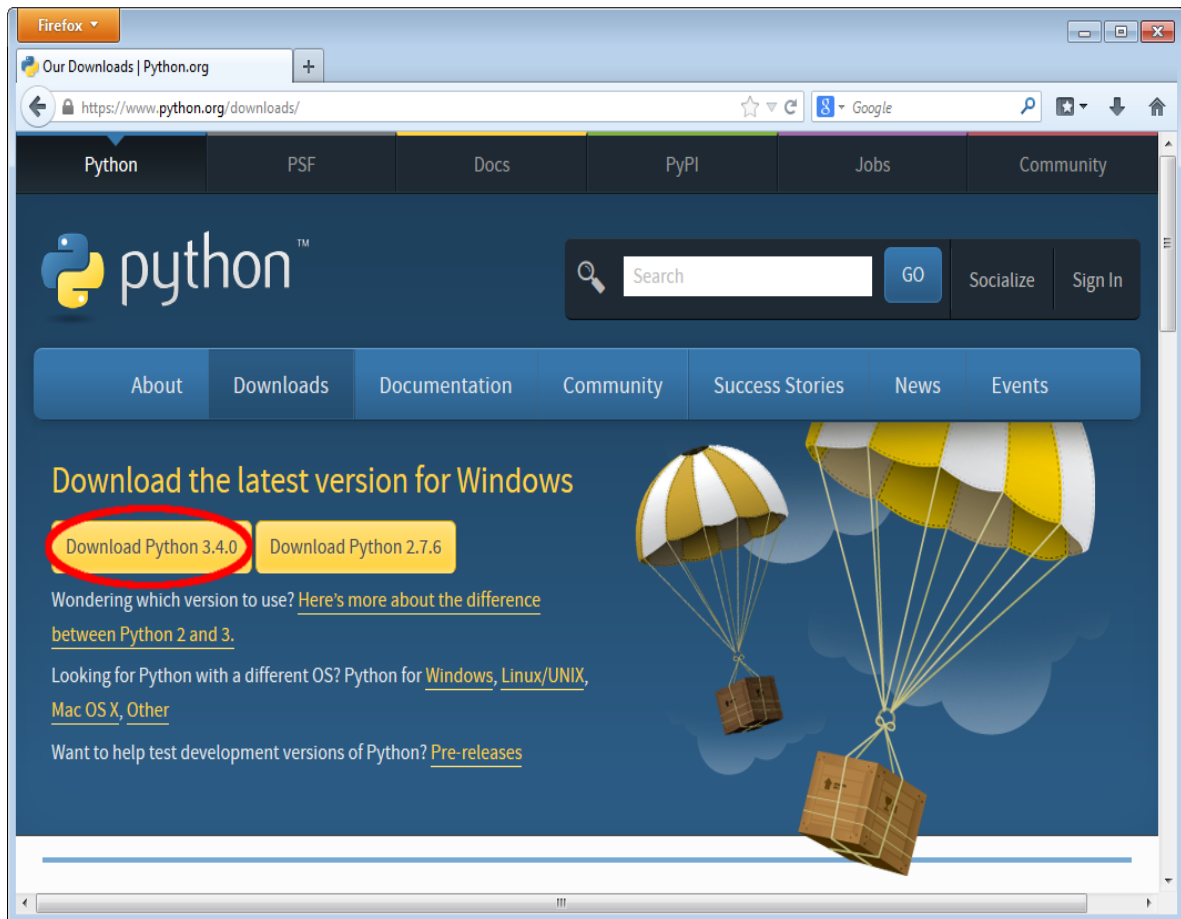 Firefox
Our Downloads | Python.org
https://www.python.org/downloads/
Google
Python PSF Docs PyPI Jobs Community
python™
Search GO Socialize Sign In
About Downloads Documentation Community Success Stories News Events
Download the latest version for Windows
Download Python 3.4.0 Download Python 2.7.6
Wondering which version to use? Here's more about the difference
between Python 2 and 3.
Looking for Python with a different OS? Python for Windows, Linux/UNIX,
Mac OS X, Other
Want to help test development versions of Python? Pre-releases